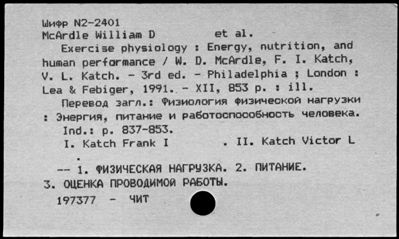 Шифр N2-2401
McArdle William D et al.
Exercise physiology : Energy, nutrition, and
human performance / W. D. McArdle, F. I. Katch,
V. L. Katch. - 3rd ed. - Philadelphia ; London :
Lea & Febiger, 1991. - XII, 853 p. : ill.
Перевод загл.: Физиология физической нагрузки
: Энергия, питание и работоспособность человека.
Ind.: p. 837-853.
I. Katch Frank I . II. Katch Victor L
.
-- 1. ФИЗИЧЕСКАЯ НАГРУЗКА. 2. ПИТАНИЕ.
3. ОЦЕНКА ПРОВОДИМОЙ РАБОТЫ.
197377 - ЧИТ